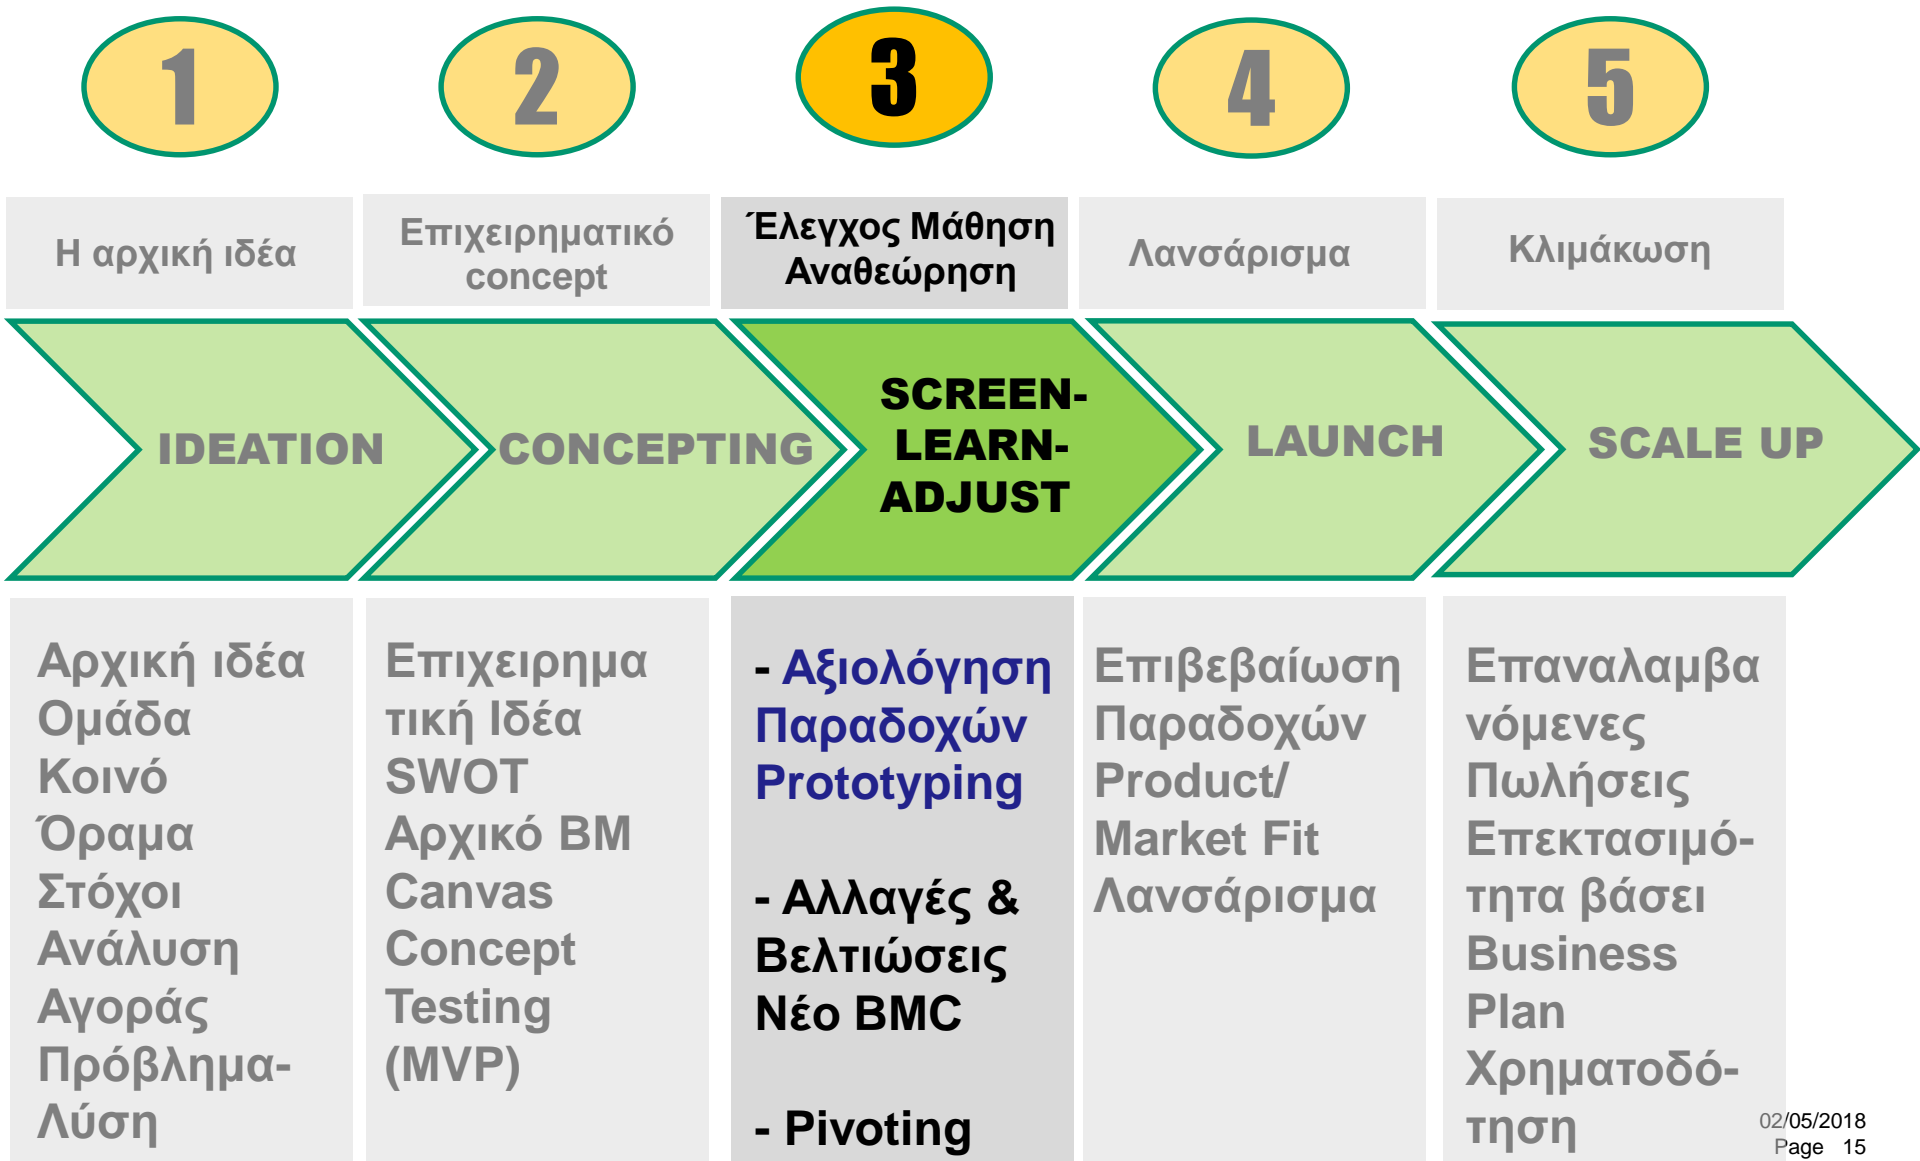 1
2
3
4
5
Η αρχική ιδέα
Επιχειρηματικό
concept
Έλεγχος Μάθηση
Αναθεώρηση
Λανσάρισμα
Κλιμάκωση
IDEATION
CONCEPTING
SCREEN-
LEARN-
ADJUST
LAUNCH
SCALE UP
Αρχική ιδέα
Ομάδα
Κοινό
Όραμα
Στόχοι
Ανάλυση
Αγοράς
Πρόβλημα-
Λύση
Επιχειρημα
τική Ιδέα
SWOT
Αρχικό BM
Canvas
Concept
Testing
(MVP)
- Αξιολόγηση
Παραδοχών
Prototyping
- Αλλαγές &
Βελτιώσεις
Νέο BMC
- Pivoting
Επιβεβαίωση
Παραδοχών
Product/
Market Fit
Λανσάρισμα
Επαναλαμβα
νόμενες
Πωλήσεις
Επεκτασιμό-
τητα βάσει
Business
Plan
Χρηματοδό-
τηση
02/05/2018
Page 15